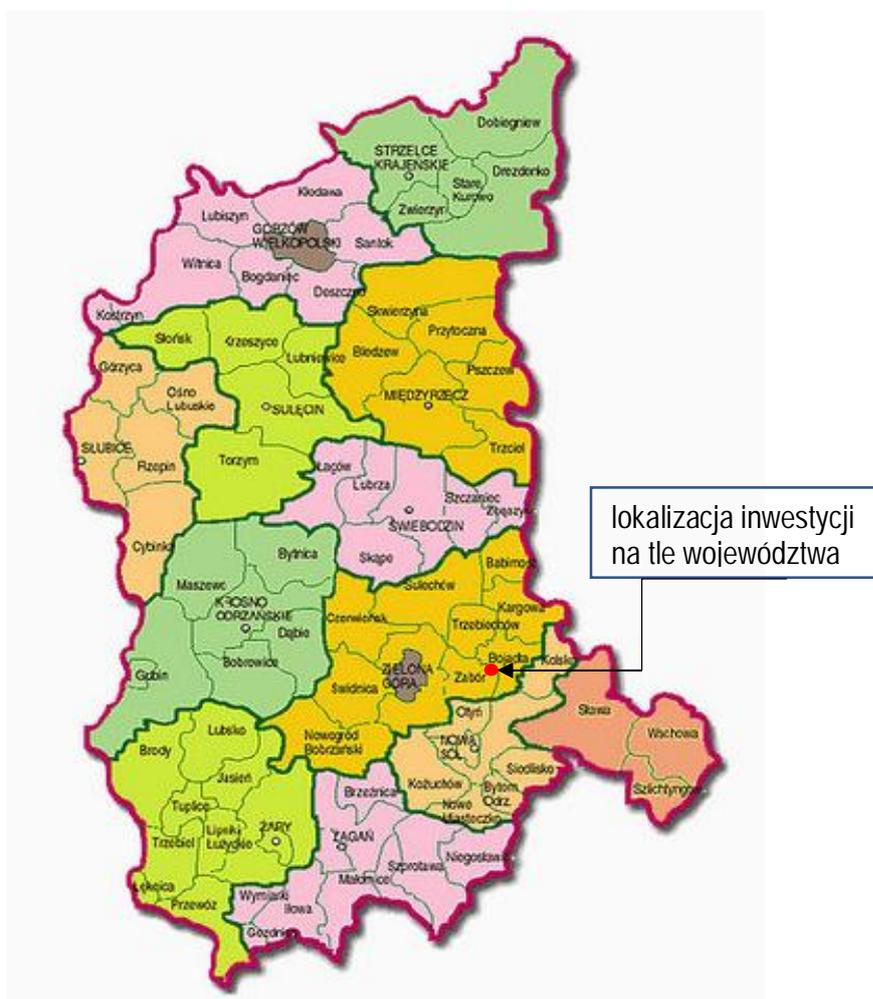 Dobiegniew
STRZELCE
KRAJEŃSKIE
Drezdenko
Stare
Kurowo
Zwierzyn
Kłodawa
Lubiszyn
GORZÓW
WIELKOPOLSKI
Santok
Witnica
Bogdaniec
Deszczno
Kostrzyn
Skwierzyna
Przytoczna
Słońsk
Krzeszyce
Lubniewice
Bledzew
Pszczew
Górzyca
Ośno
Lubuskie
SULĘCIN
MIĘDZYRZECZ
SŁUBICE
Rzepin
Torzym
Trzciel
Łagów
Lubrza
Szczaniec
Zbąszyn
ŚWIEBODZIN
lokalizacja inwestycji
na tle województwa
Cybinka
Bytnica
Skąpe
Babimost
Maszewo
Sulechów
KROSNO
ODRZAŃSKIE
Czerwieńsk
Kargowa
Trzebiechów
Dąbie
Bobrowice
Gubin
ZIELONA
GÓRA
Bojadła
Kolsko
Zabór
Świdnica
Otyń
Sława
Lubsko
Brody
Nowogród
Bobrzański
NOWA
SÓL
Wschowa
Jasień
Siedlisko
Kożuchów
Bytom
Odrz.
Szlichtyngowa
Brzeźnica
Nowe
Miasteczko
Tuplice
Lipinki
Łużyckie
ŻARY
Trzebiel
ŻAGAŃ
Szprotawa
Niegosławice
Małomice
Łęknica
Przewóz
Wymiarki
Iłowa
Gozdnica